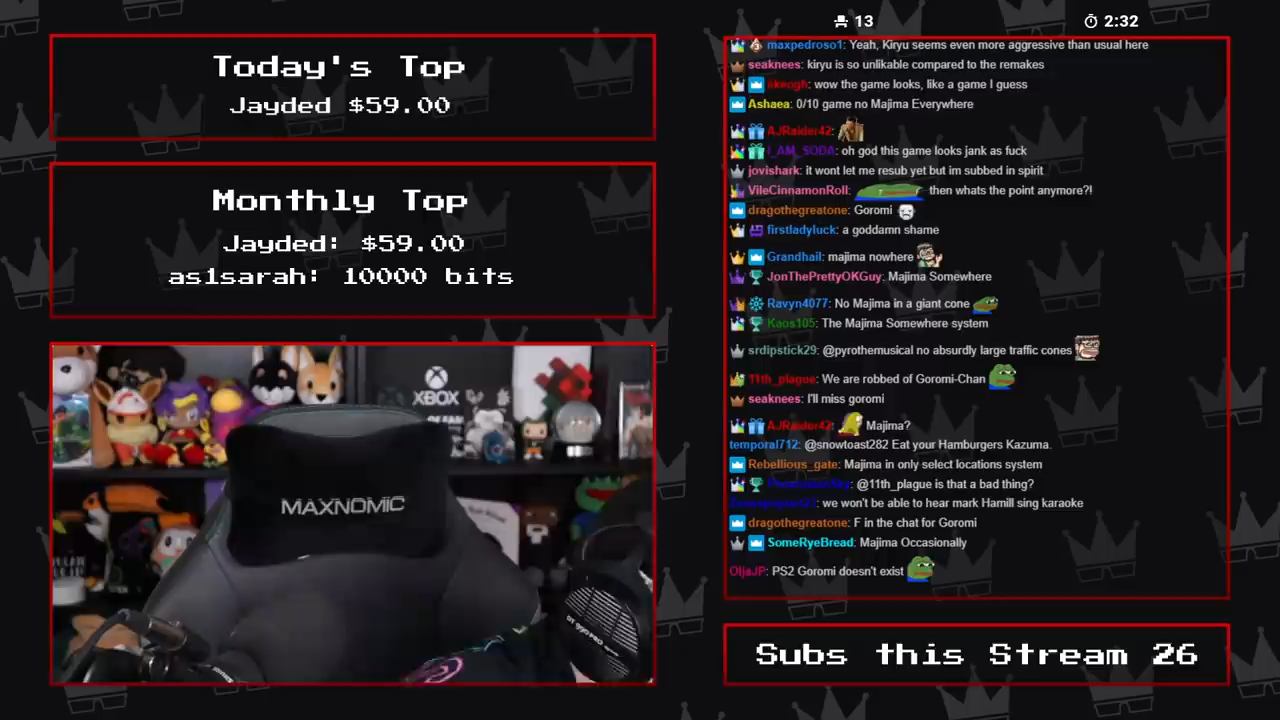 Today's Top
Jayded $59.00
Monthly Top
Jayded: $59.00
as1sarah: 10000 bits
XBOX
MAXNOMIC
DT 990 PRO
13
2:32
maxpedroso1: Yeah, Kiryu seems even more aggressive than usual here
seaknees: kiryu is so unlikable compared to the remakes
: wow the game looks, like a game I guess
Ashaea: 0/10 game no Majima Everywhere
AJRaider42:
I_AM_SODA: oh god this game looks jank as fuck
jovishark: it wont let me resub yet but im subbed in spirit
VileCinnamonRoll: then whats the point anymore?!
dragothegreatone: Goromi
firstladyluck: a goddamn shame
Grandhail: majima nowhere
JonThePrettyOKGuy: Majima Somewhere
Ravyn4077: No Majima in a giant cone
Kaos105: The Majima Somewhere system
srdipstick29: @pyrothemusical no absurdly large traffic cones
11th_plague: We are robbed of Goromi-Chan
seaknees: I'll miss goromi
AJRaider42: Majima?
temporal712: @snowtoast282 Eat your Hamburgers Kazuma.
Rebellious_gate: Majima in only select locations system
: @11th_plague is that a bad thing?
: we won't be able to hear mark Hamill sing karaoke
dragothegreatone: F in the chat for Goromi
SomeRyeBread: Majima Occasionally
OljaJP: PS2 Goromi doesn't exist
Subs this Stream 26